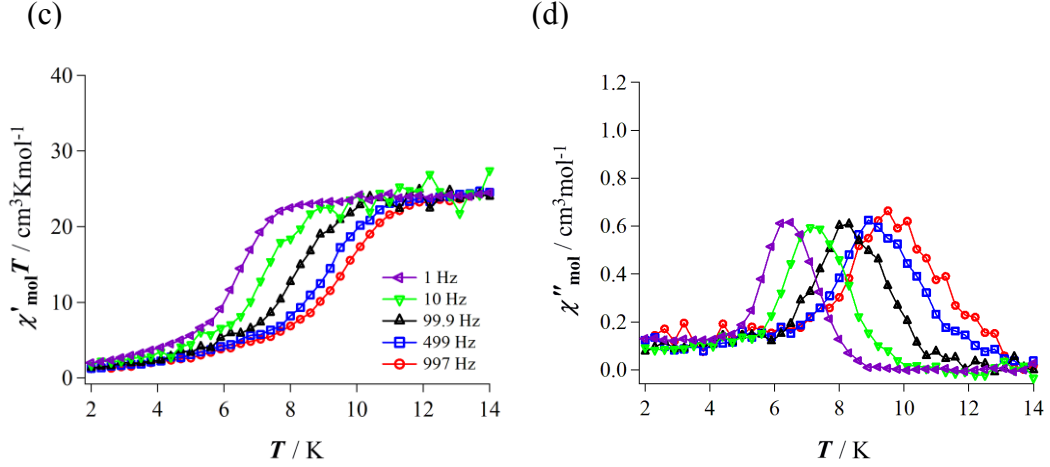 (c)
(d)
40
30
20
10
0
χ'molT / cm3Kmol-1
1 Hz
10 Hz
99.9 Hz
499 Hz
997 Hz
2 4 6 8 10 12 14
T / K
1.2
1.0
0.8
0.6
0.4
0.2
0.0
χ''mol / cm3mol-1
2 4 6 8 10 12 14
T / K